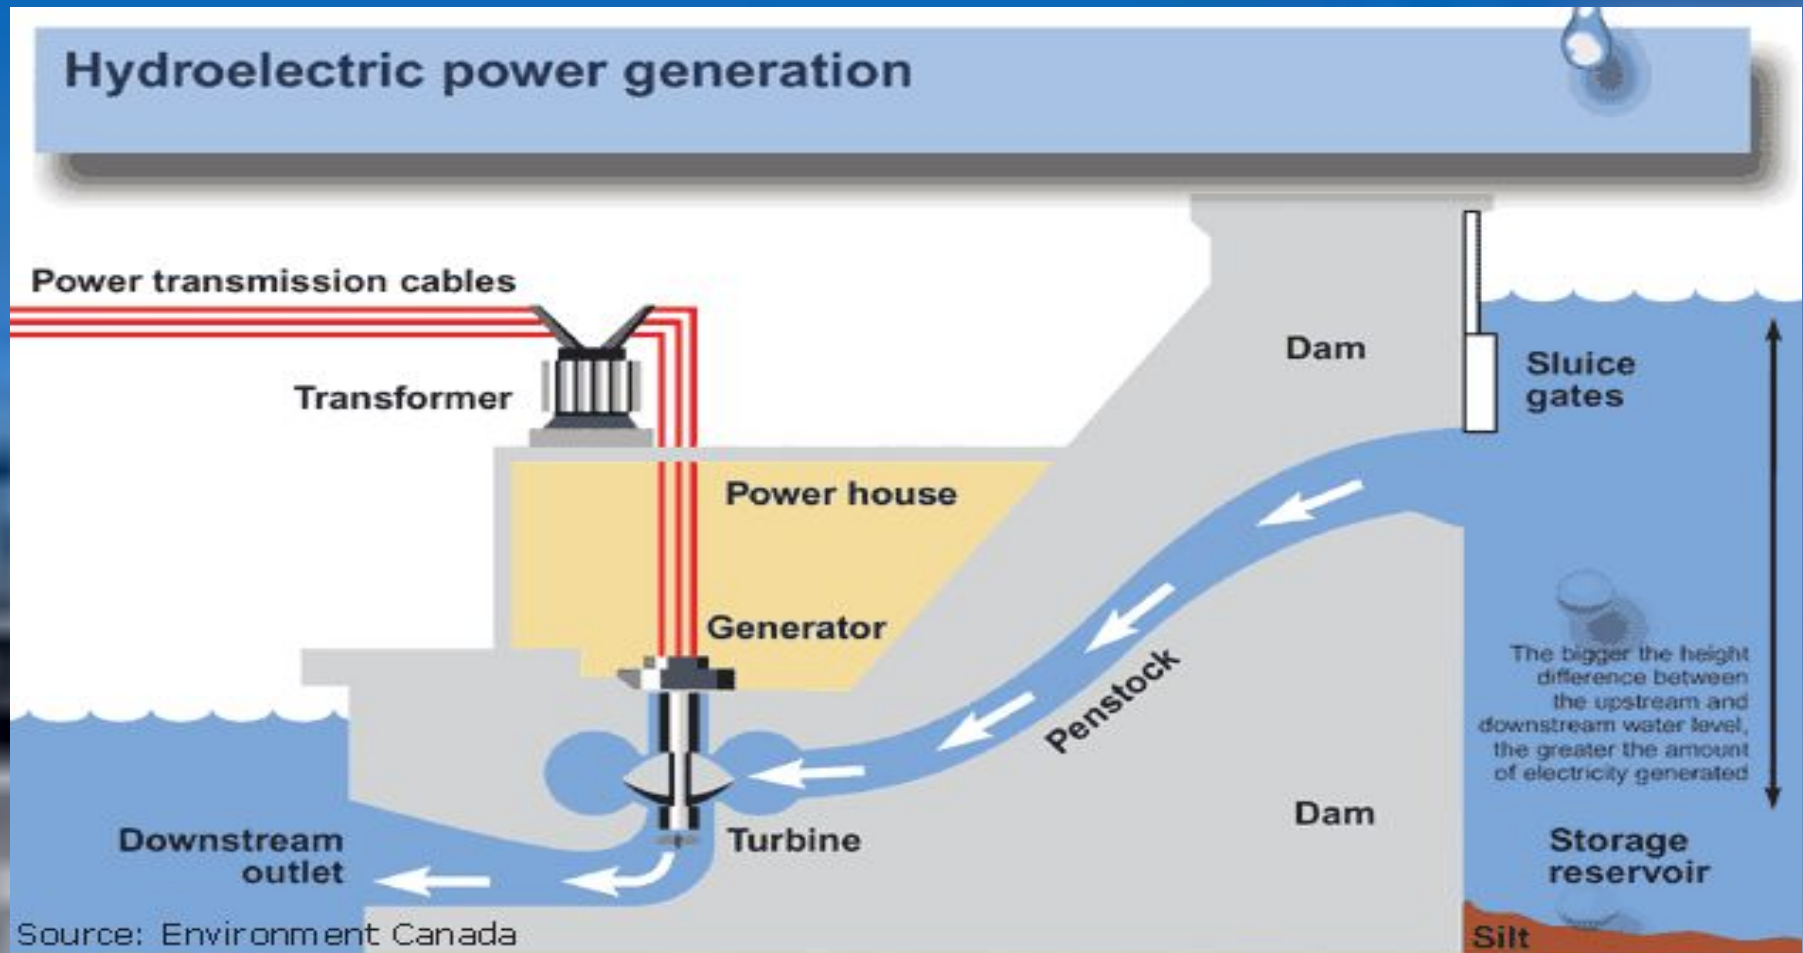 Hydroelectric power generation
Power transmission cables
Transformer
Dam
Sluice
gates
Power house
Generator
Penstock
The bigger the height
difference between
the upstream and
downstream water level,
the greater the amount
of electricity generated
Dam
Turbine
Downstream
outlet
Storage
reservoir
Silt
Source: Environment Canada